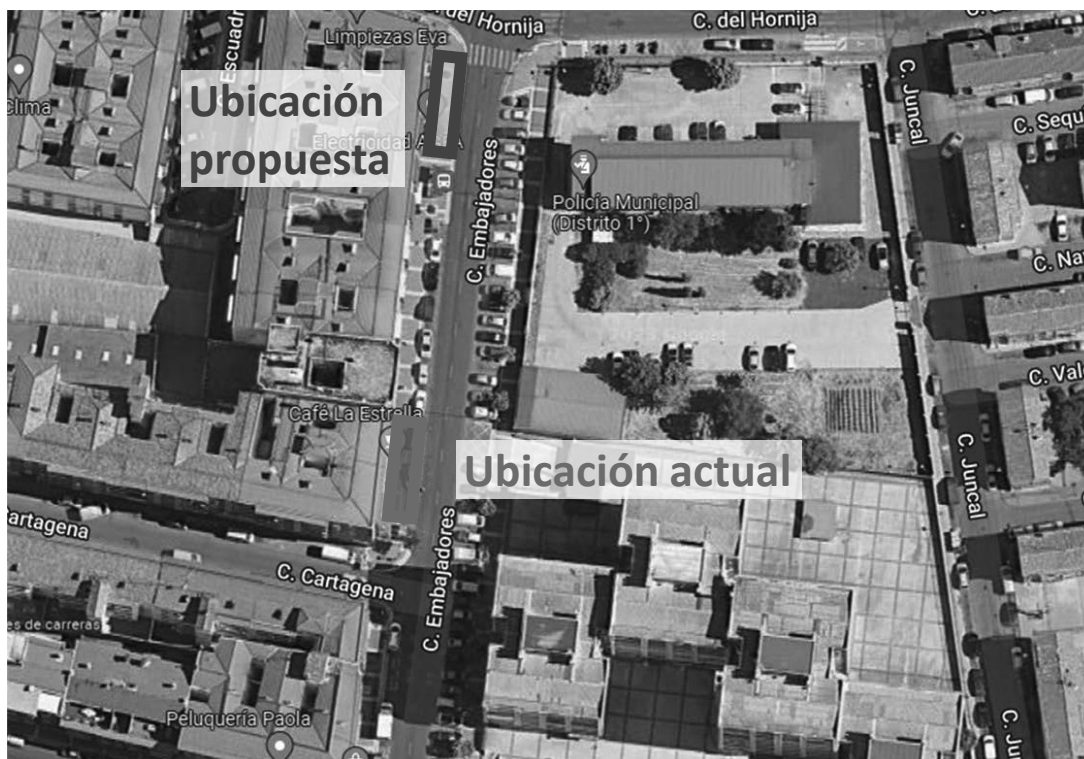 C. del Hornija
C. del Hornija
Limpiezas Eva
C. Escuadr
Clima
Ubicación
propuesta
Electricidad
C. Juncal
C. Sequ
C. Embajadores
Policía Municipal
(Distrito 1°)
C. Na
C. Val
Café La Estrella
Ubicación actual
C. Juncal
Cartagena
C. Embajadores
C. Cartagena
es de carreras
Peluquería Paola
C. Ju